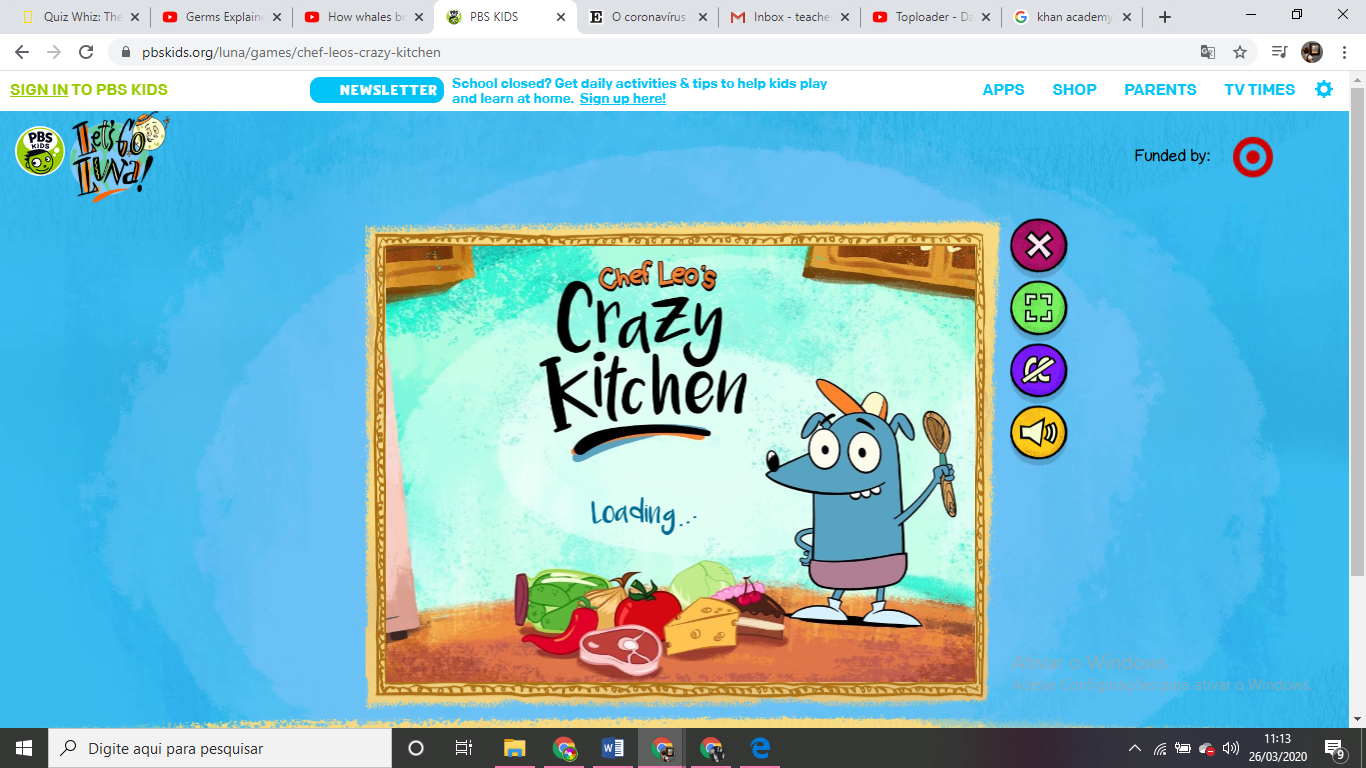 Quiz Whiz: The
Germs Explain
How whales br
PBS KIDS
O coronavírus
Inbox - teache
Toploader - Da
khan academy
pbskids.org/luna/games/chef-leos-crazy-kitchen
SIGN IN TO PBS KIDS
NEWSLETTER
School closed? Get daily activities & tips to help kids play
and learn at home. Sign up here!
APPS
SHOP
PARENTS
TV TIMES
PBS
KIDS
Let's Go
Luna!
Funded by:
Chef Leo's
Crazy
Kitchen
Loading...
Ativar o Windows
Acesse Configurações para ativar o Windows.
Digite aqui para pesquisar
11:13
26/03/2020
9